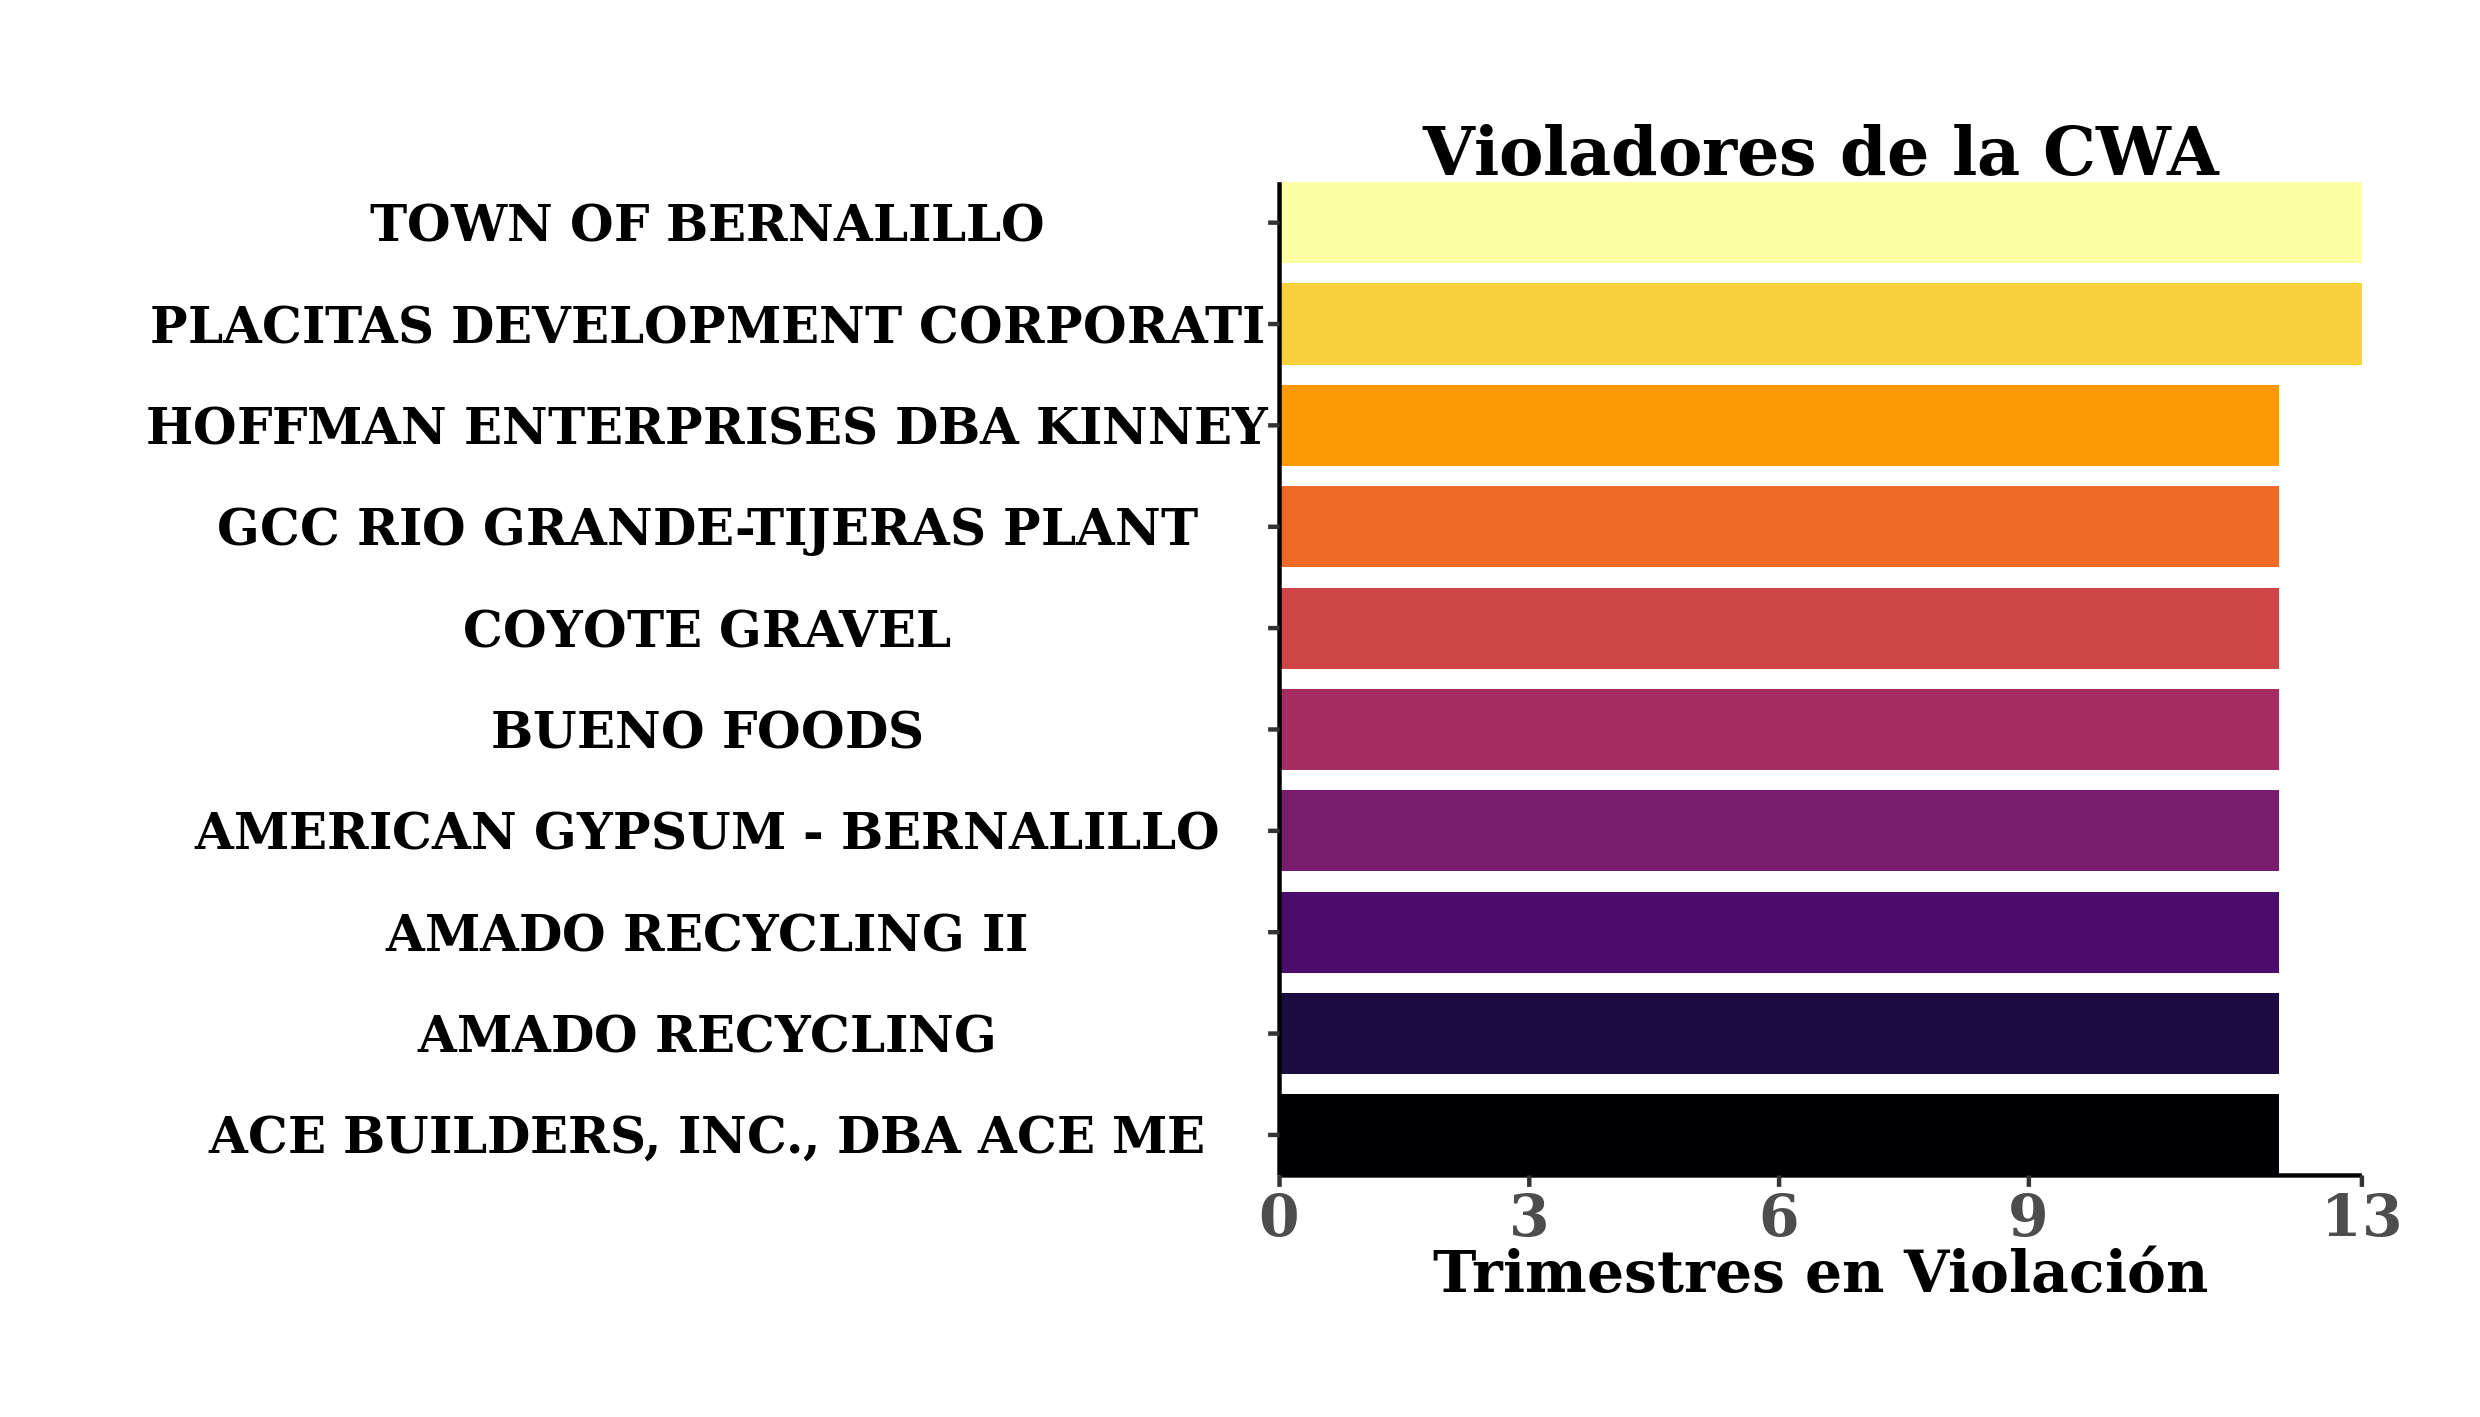 Violadores de la CWA
TOWN OF BERNALILLO
PLACITAS DEVELOPMENT CORPORATI
HOFFMAN ENTERPRISES DBA KINNEY
GCC RIO GRANDE-TIJERAS PLANT
COYOTE GRAVEL
BUENO FOODS
AMERICAN GYPSUM - BERNALILLO
AMADO RECYCLING II
AMADO RECYCLING
ACE BUILDERS, INC., DBA ACE ME
0 3 6 9 13
Trimestres en Violación